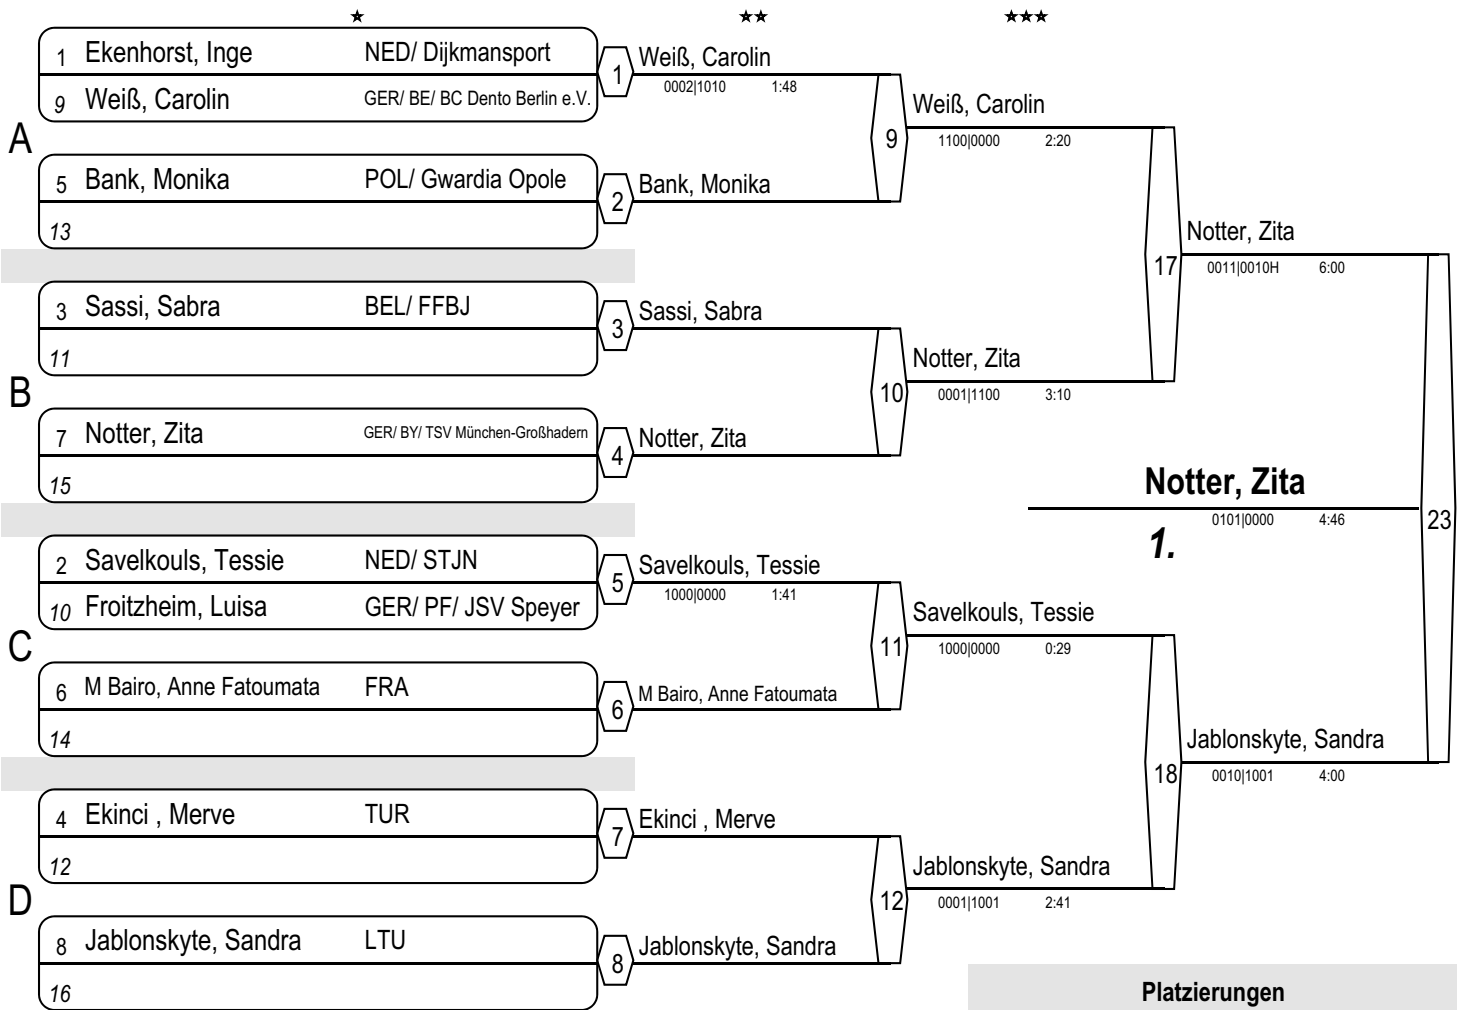 ★ ★★ ★★★
1 Ekenhorst, Inge NED/ Dijkmansport
9 Weiß, Carolin GER/ BE/ BC Dento Berlin e.V.
1 Weiß, Carolin
0002|1010 1:48
A
5 Bank, Monika POL/ Gwardia Opole
13
2 Bank, Monika
9 Weiß, Carolin
1100|0000 2:20
3 Sassi, Sabra BEL/ FFBJ
11
3 Sassi, Sabra
B
7 Notter, Zita GER/ BY/ TSV München-Großhadern
15
4 Notter, Zita
10 Notter, Zita
0001|1100 3:10
17 Notter, Zita
0011|0010H 6:00
2 Savelkouls, Tessie NED/ STJN
10 Froitzheim, Luisa GER/ PF/ JSV Speyer
5 Savelkouls, Tessie
1000|0000 1:41
C
6 M Bairo, Anne Fatoumata FRA
14
6 M Bairo, Anne Fatoumata
11 Savelkouls, Tessie
1000|0000 0:29
4 Ekinci , Merve TUR
12
7 Ekinci , Merve
D
8 Jablonskyte, Sandra LTU
16
8 Jablonskyte, Sandra
12 Jablonskyte, Sandra
0001|1001 2:41
18 Jablonskyte, Sandra
0010|1001 4:00
Notter, Zita
0101|0000 4:46
1.
23
Platzierungen